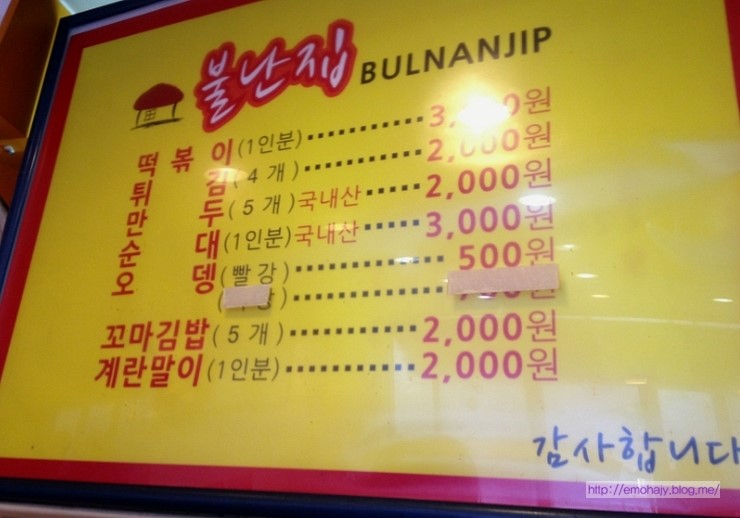 불난집 BULNANJIP
떡볶이(1인분)
튀김(4개) 2,000원
만두(5개)국내산 2,000원
순대(1인분)국내산 3,000원
오뎅(빨강) 500원
꼬마김밥(5개) 2,000원
계란말이(1인분) 2,000원
감사합니다
http://emohajy.blog.me/